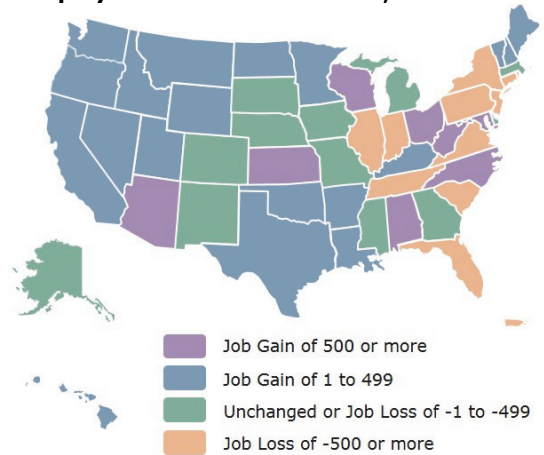 Job Gain of 500 or more
Job Gain of 1 to 499
Unchanged or Job Loss of -1 to -499
Job Loss of -500 or more